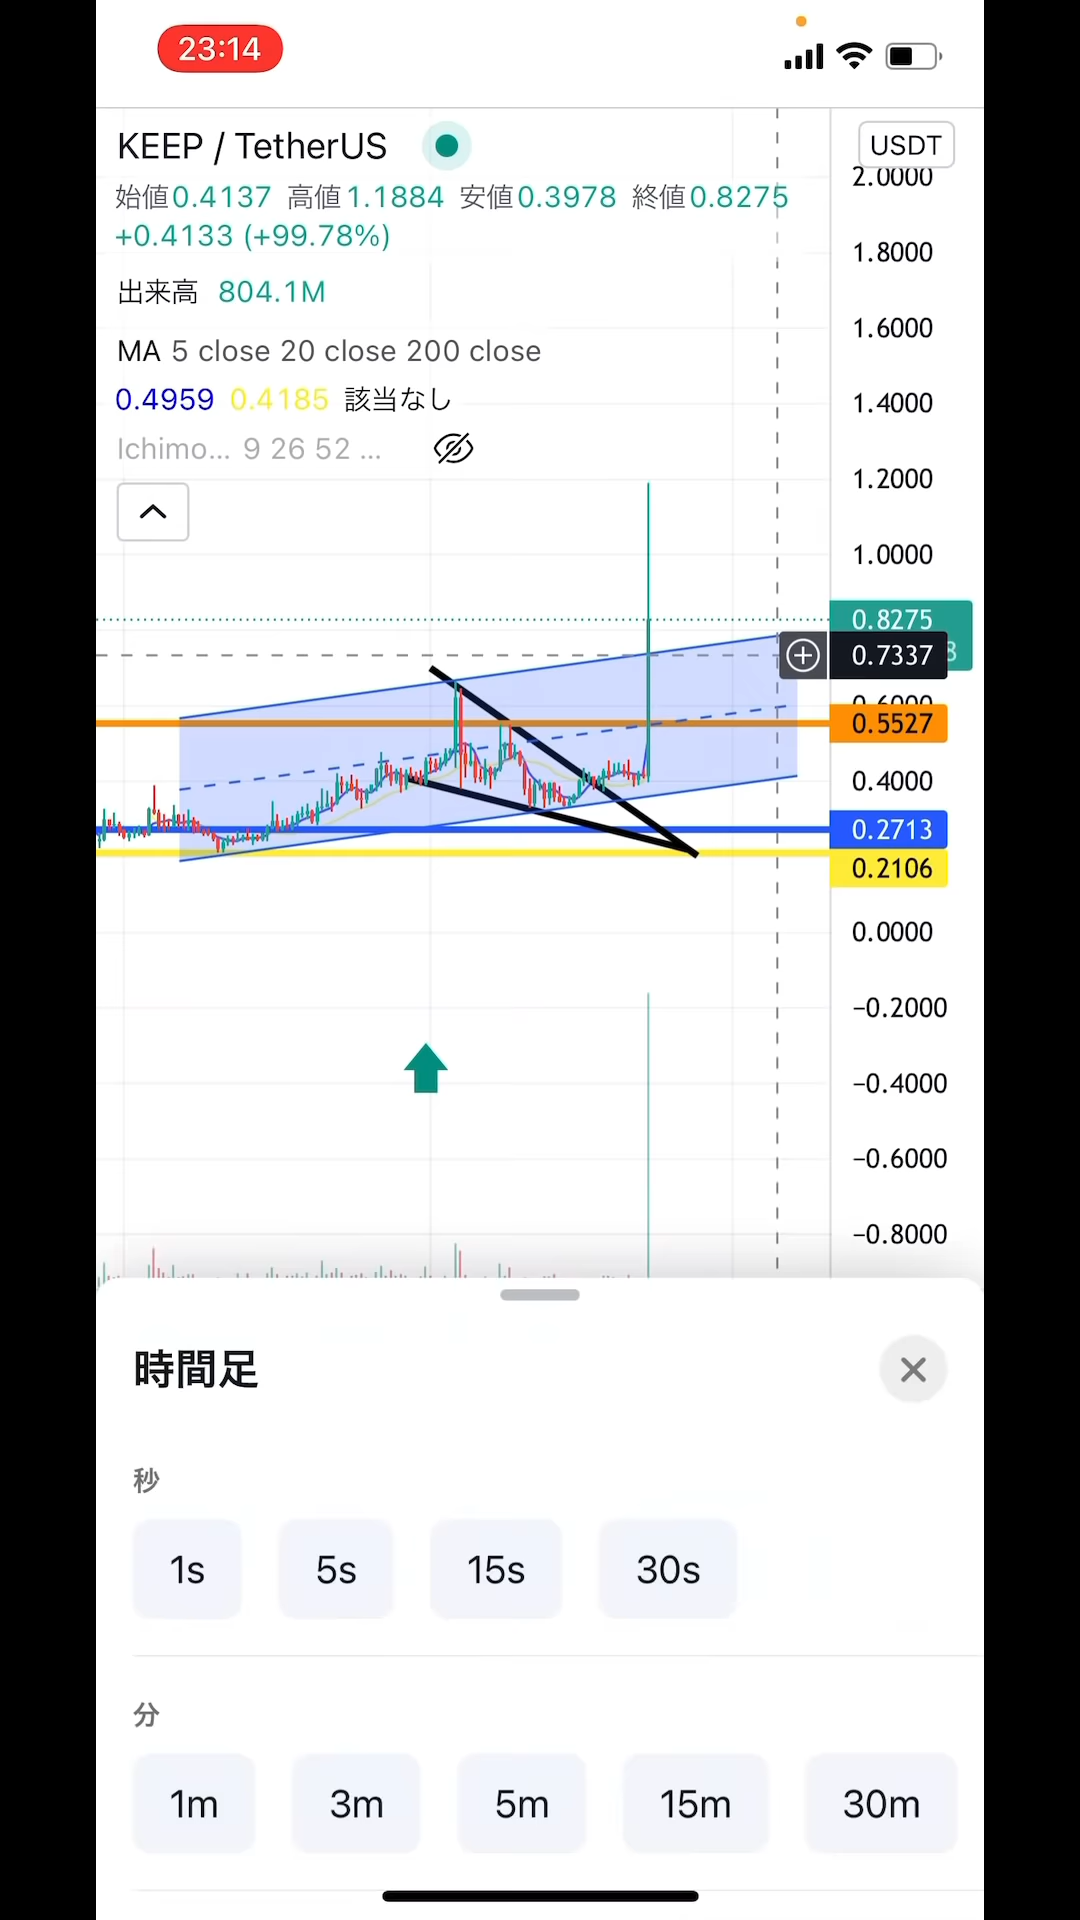 23:14
KEEP / TetherUS
USDT
始値0.4137 高値1.1884 安値0.3978 終値0.8275
+0.4133 (+99.78%)
出来高 804.1M
MA 5 close 20 close 200 close
0.4959 0.4185 該当なし
Ichimo... 9 26 52 ...
2.0000
1.8000
1.6000
1.4000
1.2000
1.0000
0.8275
0.7337
0.6000
0.5527
0.4000
0.2713
0.2106
0.0000
−0.2000
−0.4000
−0.6000
−0.8000
時間足
秒
1s 5s 15s 30s
分
1m 3m 5m 15m 30m